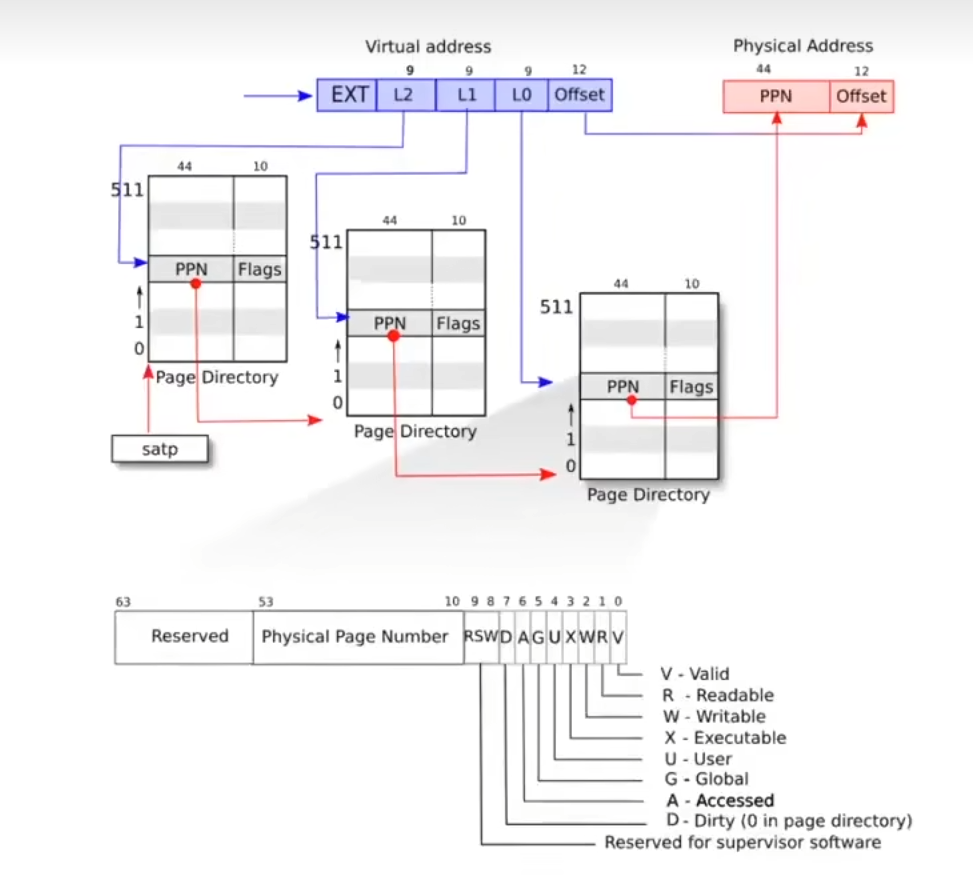 Virtual address
Physical Address
9 9 9 12
44 12
EXT L2 L1 L0 Offset
PPN Offset
44 10
511
PPN Flags
1
0
Page Directory
satp
44 10
511
PPN Flags
1
0
Page Directory
44 10
511
PPN Flags
1
0
Page Directory
63 53 10 9 8 7 6 5 4 3 2 1 0
Reserved Physical Page Number RSW D A G U X W R V
V - Valid
R - Readable
W - Writable
X - Executable
U - User
G - Global
A - Accessed
D - Dirty (0 in page directory)
Reserved for supervisor software